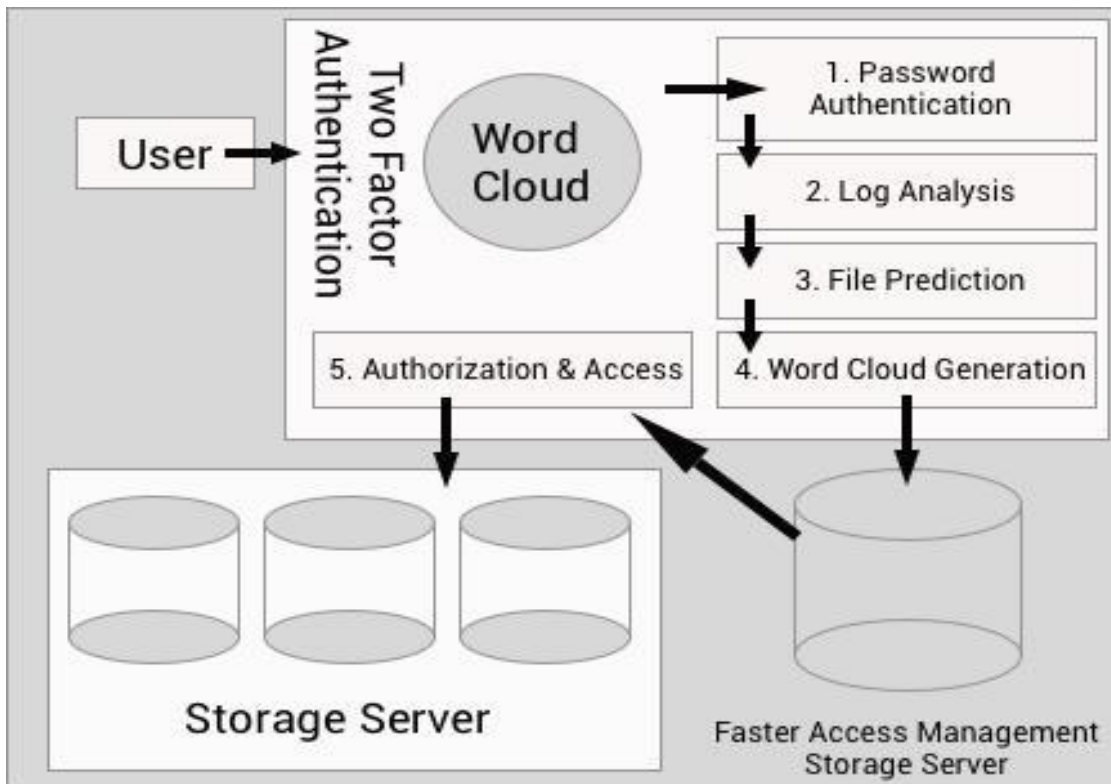 User
Two Factor
Authentication
Word
Cloud
1. Password
Authentication
2. Log Analysis
3. File Prediction
4. Word Cloud Generation
5. Authorization & Access
Storage Server
Faster Access Management
Storage Server